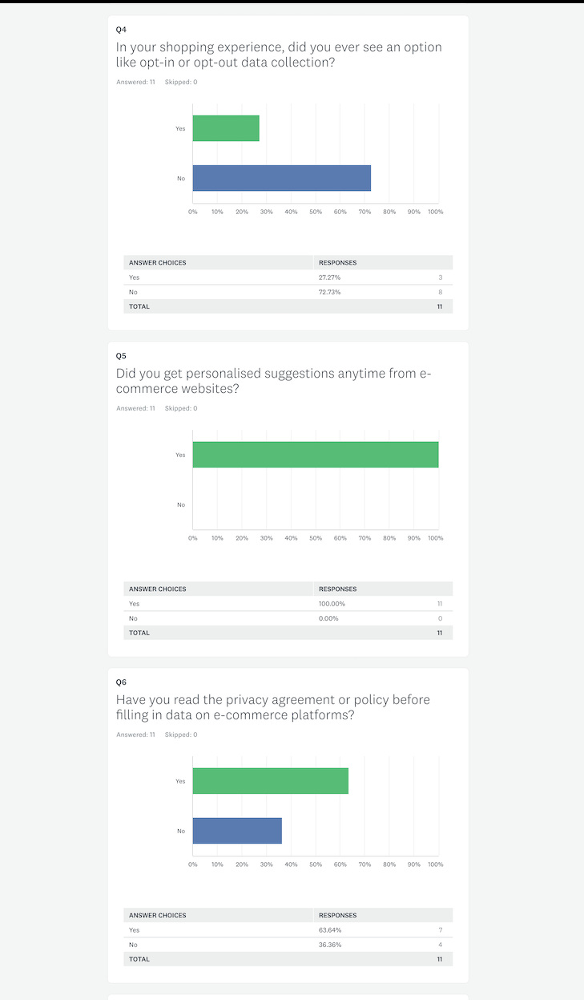 Q4
In your shopping experience, did you ever see an option
like opt-in or opt-out data collection?
Answered: 11 Skipped: 0
Yes
No
0% 10% 20% 30% 40% 50% 60% 70% 80% 90% 100%
ANSWER CHOICES RESPONSES
Yes 27.27% 3
No 72.73% 8
TOTAL 11
Q5
Did you get personalised suggestions anytime from e-
commerce websites?
Answered: 11 Skipped: 0
Yes
No
0% 10% 20% 30% 40% 50% 60% 70% 80% 90% 100%
ANSWER CHOICES RESPONSES
Yes 100.00% 11
No 0.00% 0
TOTAL 11
Q6
Have you read the privacy agreement or policy before
filling in data on e-commerce platforms?
Answered: 11 Skipped: 0
Yes
No
0% 10% 20% 30% 40% 50% 60% 70% 80% 90% 100%
ANSWER CHOICES RESPONSES
Yes 63.64% 7
No 36.36% 4
TOTAL 11